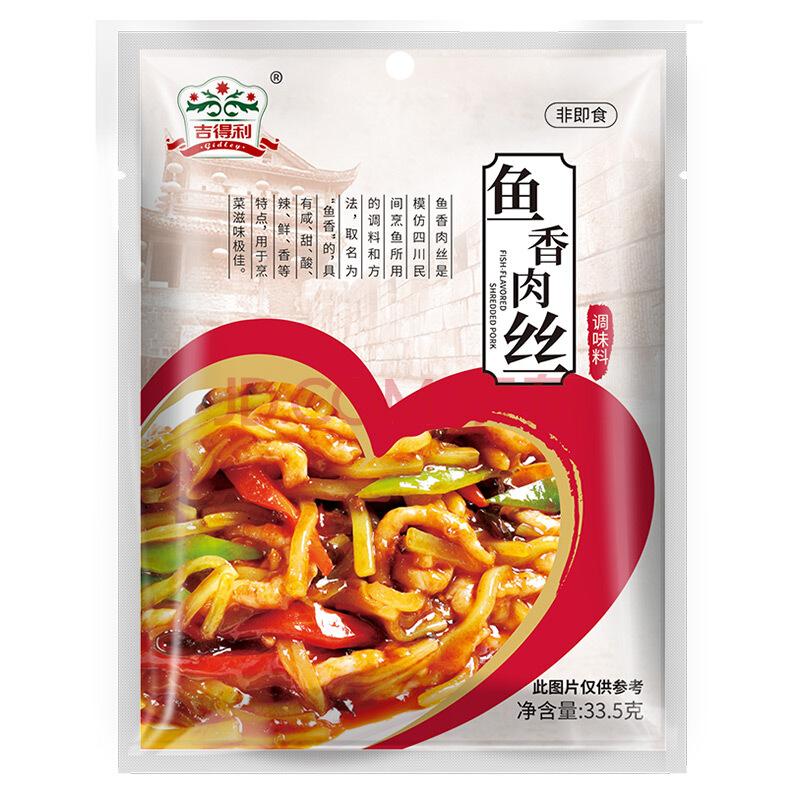 吉得利
Gidley
®
非即食
鱼香肉丝
FISH-FLAVORED
SHREDDED PORK
调味料
鱼香肉丝是
模仿四川民
间烹鱼所用
的调料和方
法，取名为
“鱼香”的，具
有咸、甜、酸、
辣、鲜、香等
特点，用于烹
菜滋味极佳。
此图片仅供参考
净含量:33.5克